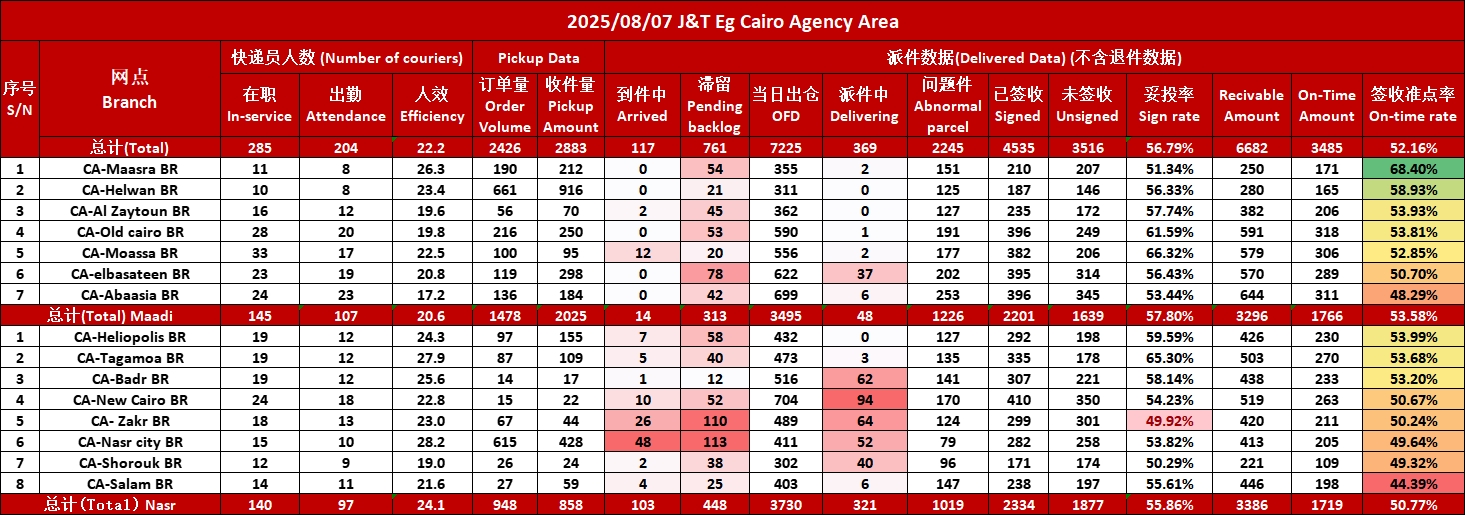 2025/08/07 J&T Eg Cairo Agency Area
序号 S/N 网点 Branch 快递员人数 (Number of couriers) Pickup Data 派件数据(Delivered Data) (不含退件数据)
在职 In-service 出勤 Attendance 人效 Efficiency 订单量 Order Volume 收件量 Pickup Amount 到件中 Arrived 滞留 Pending backlog 当日出仓 OFD 派件中 Delivering 问题件 Abnormal parcel 已签收 Signed 未签收 Unsigned 妥投率 Sign rate Recivable Amount On-Time Amount 签收准点率 On-time rate
总计(Total) 285 204 22.2 2426 2883 117 761 7225 369 2245 4535 3516 56.79% 6682 3485 52.16%
1 CA-Maasra BR 11 8 26.3 190 212 0 54 355 2 151 210 207 51.34% 250 171 68.40%
2 CA-Helwan BR 10 8 23.4 661 916 0 21 311 0 125 187 146 56.33% 280 165 58.93%
3 CA-Al Zaytoun BR 16 12 19.6 56 70 2 45 362 0 127 235 172 57.74% 382 206 53.93%
4 CA-Old cairo BR 28 20 19.8 216 250 0 53 590 1 191 396 249 61.59% 591 318 53.81%
5 CA-Moassa BR 33 17 22.5 100 95 12 20 556 2 177 382 206 66.32% 579 306 52.85%
6 CA-elbasateen BR 23 19 20.8 119 298 0 78 622 37 202 395 314 56.43% 570 289 50.70%
7 CA-Abaasia BR 24 23 17.2 136 184 0 42 699 6 253 396 345 53.44% 644 311 48.29%
总计(Total) Maadi 145 107 20.6 1478 2025 14 313 3495 48 1226 2201 1639 57.80% 3296 1766 53.58%
1 CA-Heliopolis BR 19 12 24.3 97 155 7 58 432 0 127 292 198 59.59% 426 230 53.99%
2 CA-Tagamoa BR 19 12 27.9 87 109 5 40 473 3 135 335 178 65.30% 503 270 53.68%
3 CA-Badr BR 19 12 25.6 14 17 1 12 516 62 141 307 221 58.14% 438 233 53.20%
4 CA-New Cairo BR 24 18 22.8 15 22 10 52 704 94 170 410 350 54.23% 519 263 50.67%
5 CA- Zakr BR 18 13 23.0 67 44 26 110 489 64 124 299 301 49.92% 420 211 50.24%
6 CA-Nasr city BR 15 10 28.2 615 428 48 113 411 52 79 282 258 53.82% 413 205 49.64%
7 CA-Shorouk BR 12 9 19.0 26 24 2 38 302 40 96 171 174 50.29% 221 109 49.32%
8 CA-Salam BR 14 11 21.6 27 59 4 25 403 6 147 238 197 55.61% 446 198 44.39%
总计(Total) Nasr 140 97 24.1 948 858 103 448 3730 321 1019 2334 1877 55.86% 3386 1719 50.77%